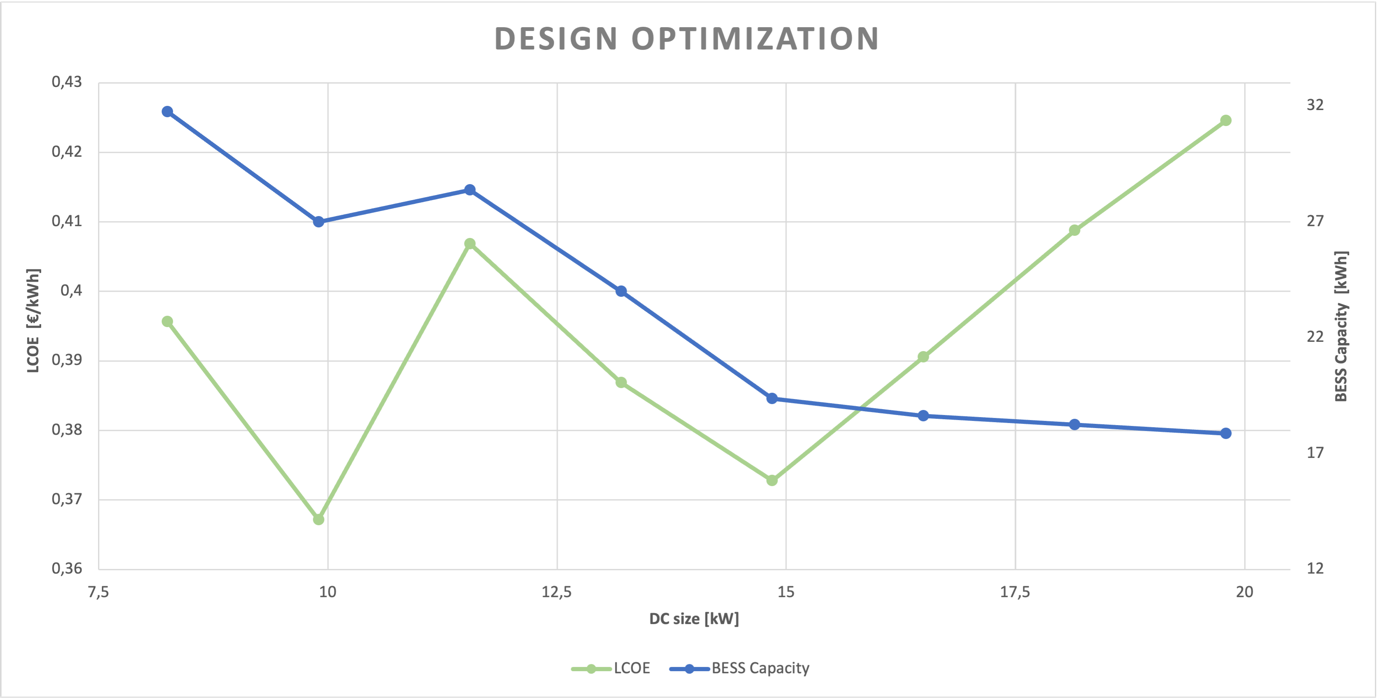 DESIGN OPTIMIZATION
0,43
0,42
0,41
0,4
0,39
0,38
0,37
0,36
LCOE [€/kWh]
32
27
22
17
12
BESS Capacity [kWh]
7,5 10 12,5 15 17,5 20
DC size [kW]
LCOE BESS Capacity